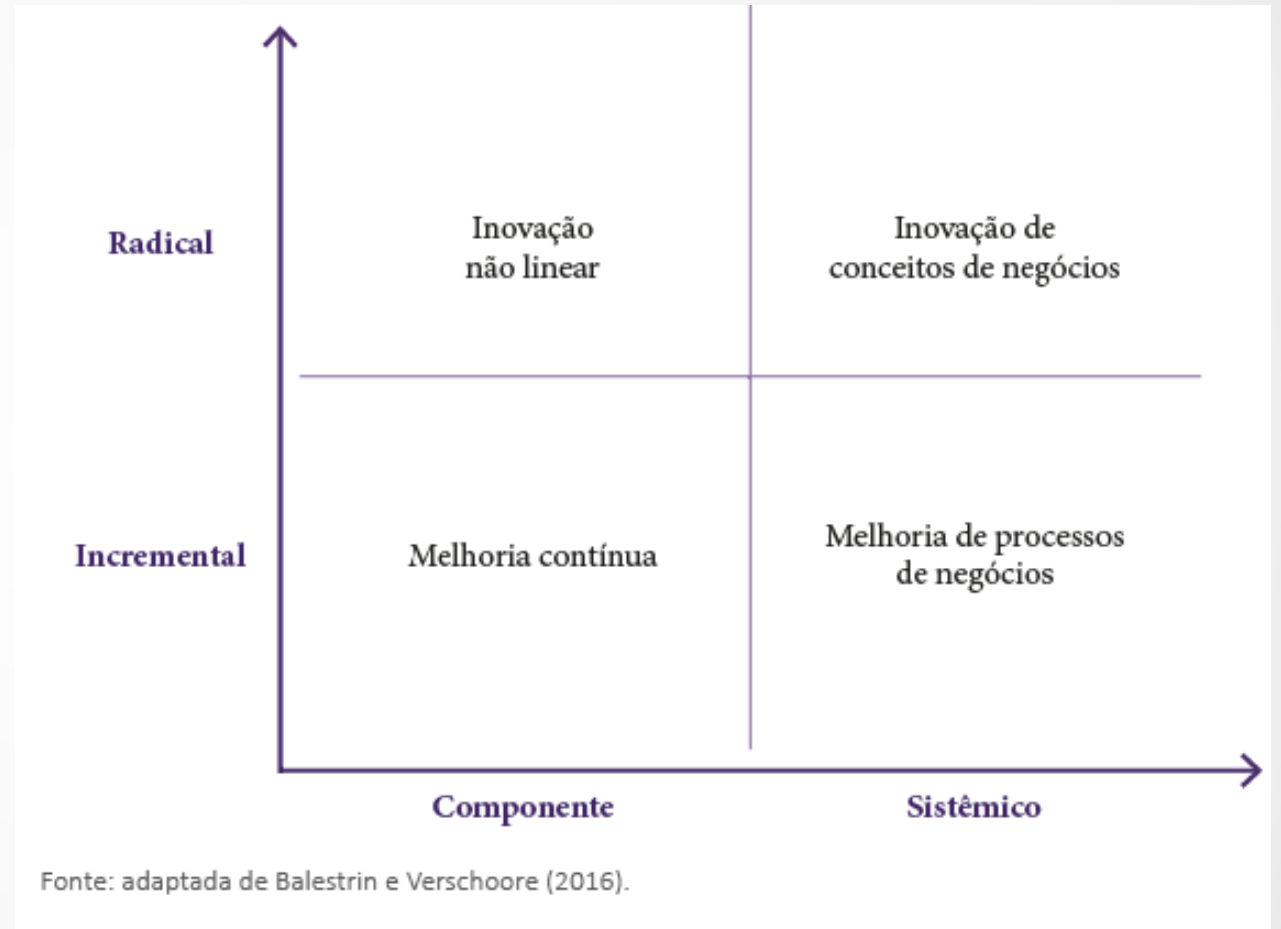 Radical
Inovação
não linear
Inovação de
conceitos de negócios
Incremental
Melhoria contínua
Melhoria de processos
de negócios
Componente
Sistêmico
Fonte: adaptada de Balestrin e Verschoore (2016).